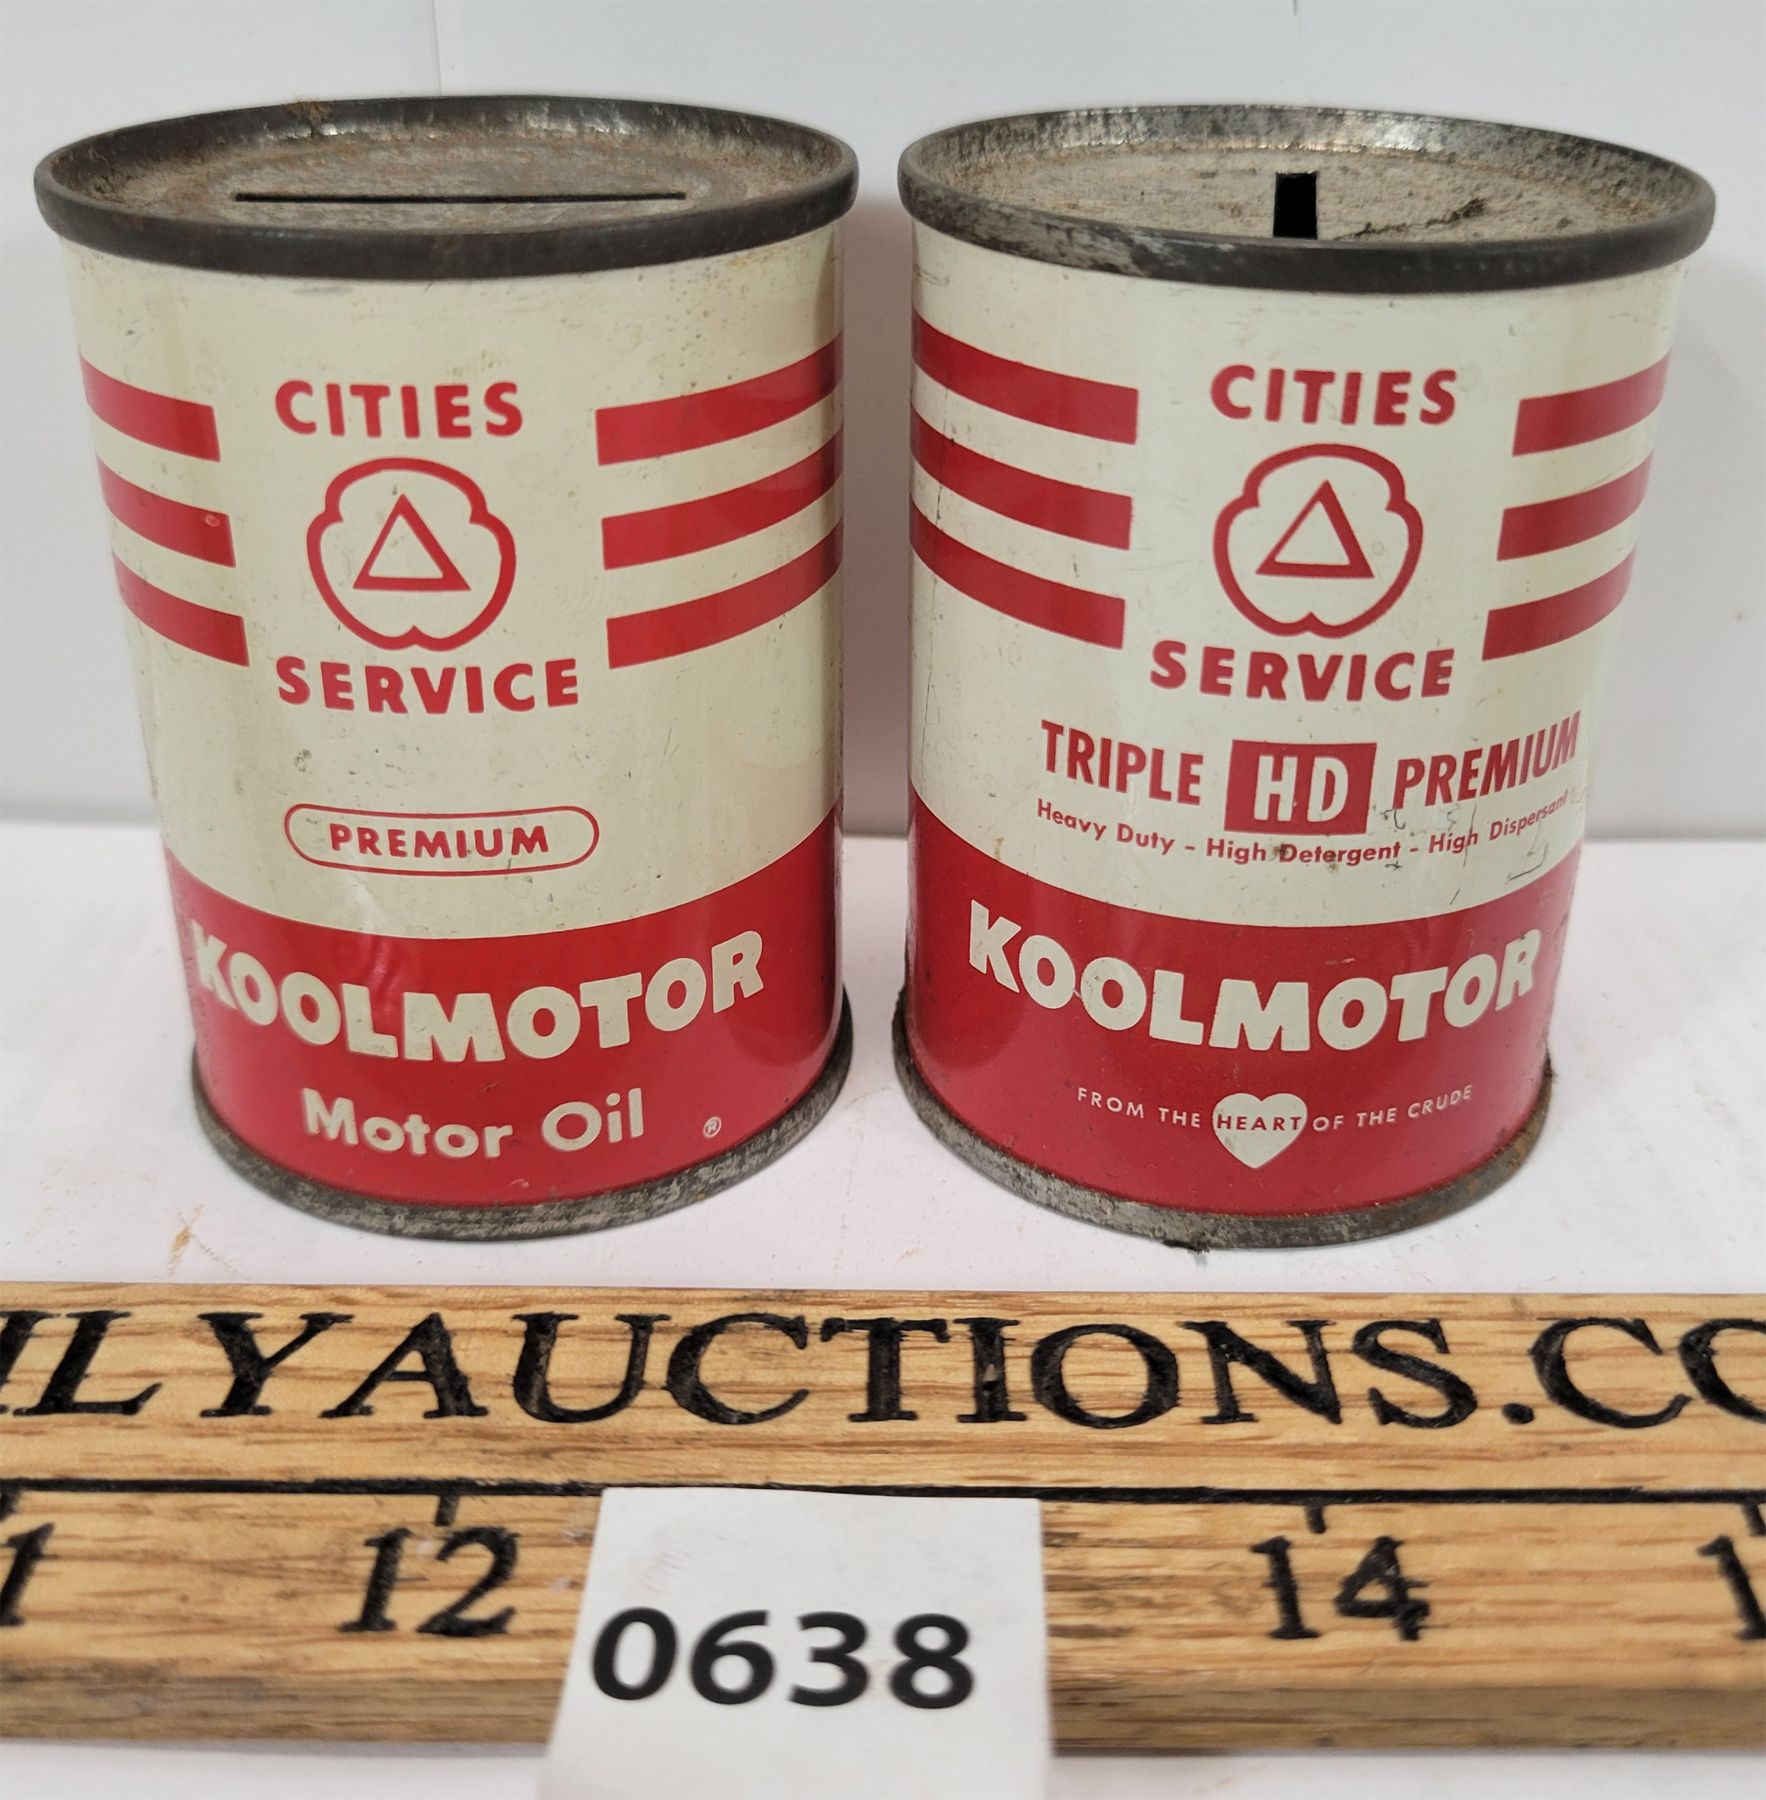 CITIES
SERVICE
PREMIUM
KOOLMOTOR
Motor Oil ®
CITIES
SERVICE
TRIPLE HD PREMIUM
Heavy Duty - High Detergent - High Dispersant
KOOLMOTOR
FROM THE HEART OF THE CRUDE
ILYAUCTIONS.CO
12 14
0638